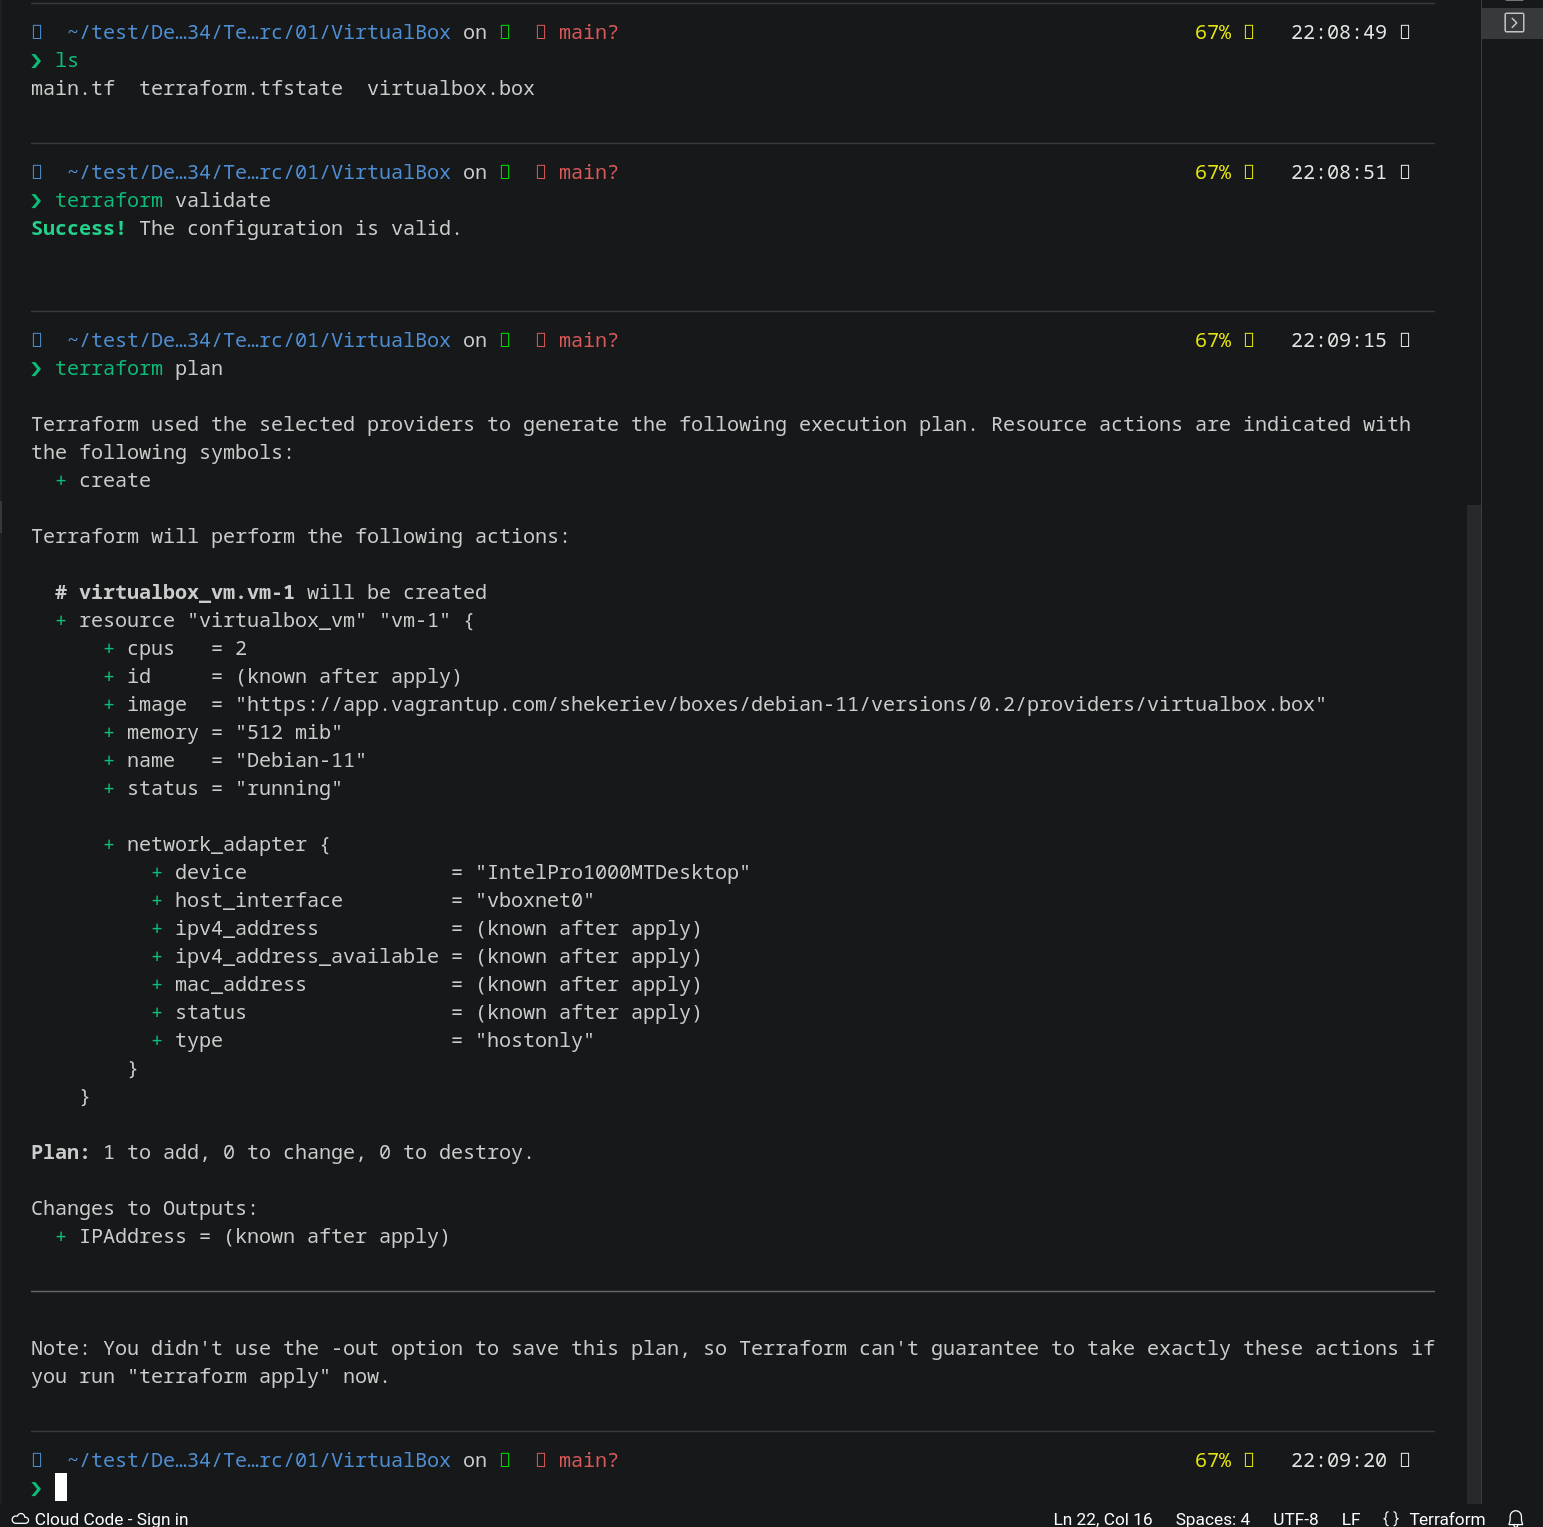 ~/test/De…34/Te…rc/01/VirtualBox on main? 67% 22:08:49
❯ ls
main.tf  terraform.tfstate  virtualbox.box
~/test/De…34/Te…rc/01/VirtualBox on main? 67% 22:08:51
❯ terraform validate
Success! The configuration is valid.
~/test/De…34/Te…rc/01/VirtualBox on main? 67% 22:09:15
❯ terraform plan
Terraform used the selected providers to generate the following execution plan. Resource actions are indicated with
the following symbols:
  + create
Terraform will perform the following actions:
  # virtualbox_vm.vm-1 will be created
  + resource "virtualbox_vm" "vm-1" {
      + cpus   = 2
      + id     = (known after apply)
      + image  = "https://app.vagrantup.com/shekeriev/boxes/debian-11/versions/0.2/providers/virtualbox.box"
      + memory = "512 mib"
      + name   = "Debian-11"
      + status = "running"
      + network_adapter {
          + device                 = "IntelPro1000MTDesktop"
          + host_interface         = "vboxnet0"
          + ipv4_address           = (known after apply)
          + ipv4_address_available = (known after apply)
          + mac_address            = (known after apply)
          + status                 = (known after apply)
          + type                   = "hostonly"
        }
    }
Plan: 1 to add, 0 to change, 0 to destroy.
Changes to Outputs:
  + IPAddress = (known after apply)
Note: You didn't use the -out option to save this plan, so Terraform can't guarantee to take exactly these actions if
you run "terraform apply" now.
~/test/De…34/Te…rc/01/VirtualBox on main? 67% 22:09:20
❯
Cloud Code - Sign in Ln 22, Col 16 Spaces: 4 UTF-8 LF {} Terraform